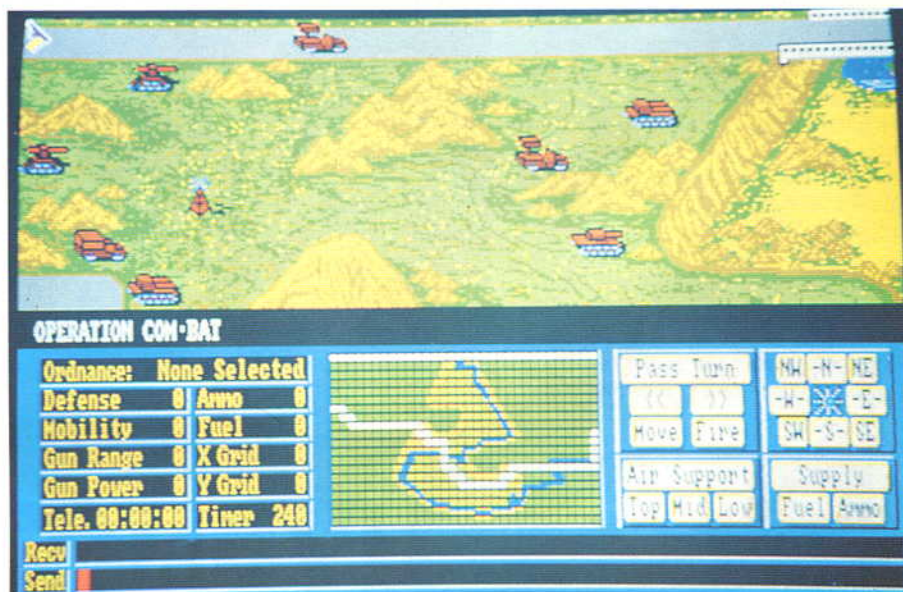 OPERATION COM·BAT
Ordnance: None Selected
Defense 0 Ammo 0
Mobility 0 Fuel 0
Gun Range 0 X Grid 0
Gun Power 0 Y Grid 0
Tele. 00:00:00 Timer 240
Pass Turn
<< >>
Move Fire
Air Support
Top Mid Low
NW -N- NE
-W- -E-
SW -S- SE
Supply
Fuel Ammo
Recv
Send